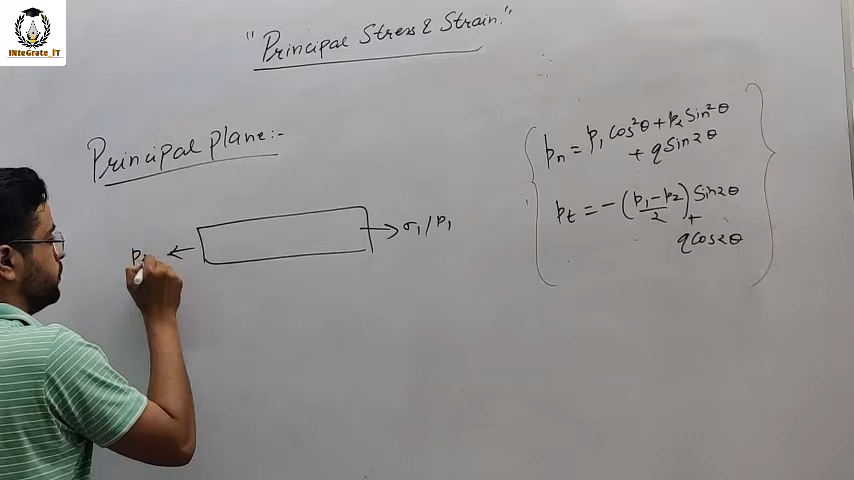 INteGrate_IT
"Principal Stress & Strain."
Principal plane:-
σ₁/p₁
p₁
pₙ = p₁ Cos²θ + p₂ Sin²θ
+ q Sin2θ
pₜ = - (p₁-p₂/2) Sin2θ
+
q Cos2θ